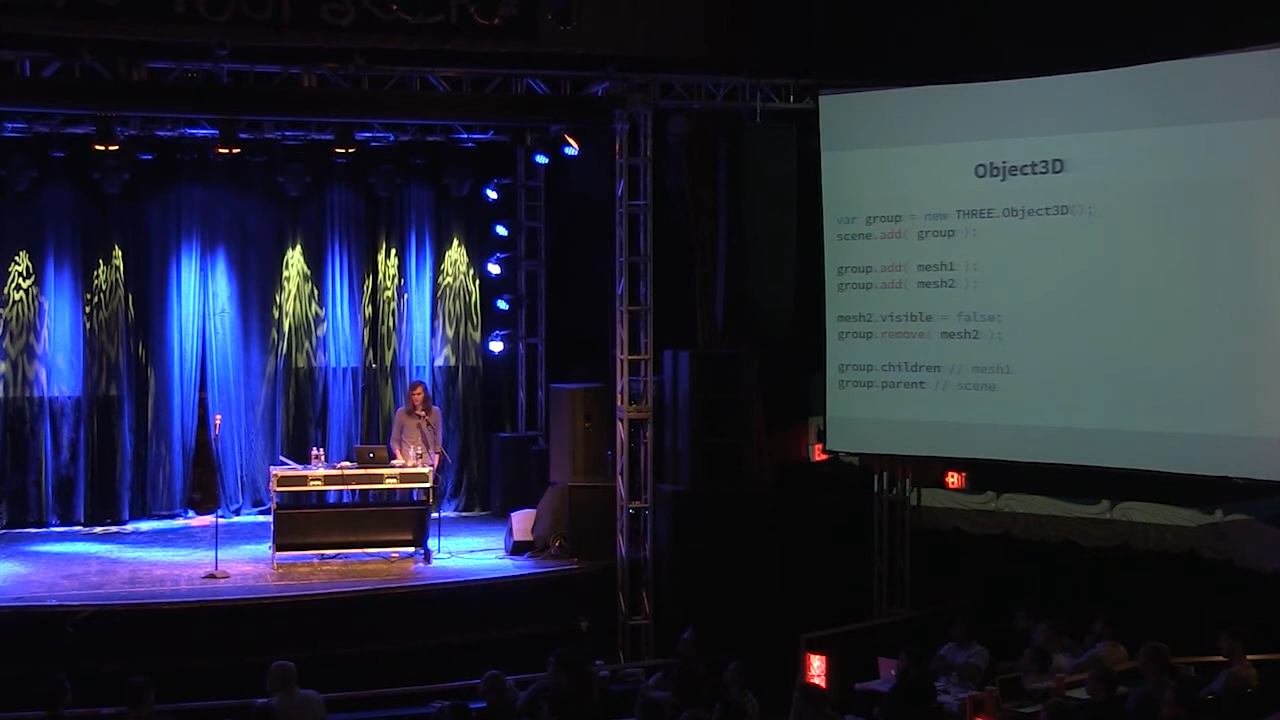 Object3D
var group = new THREE.Object3D();
scene.add( group );
group.add( mesh1 );
group.add( mesh2 );
mesh2.visible = false;
group.remove( mesh2 );
group.children // mesh1
group.parent // scene
EXIT